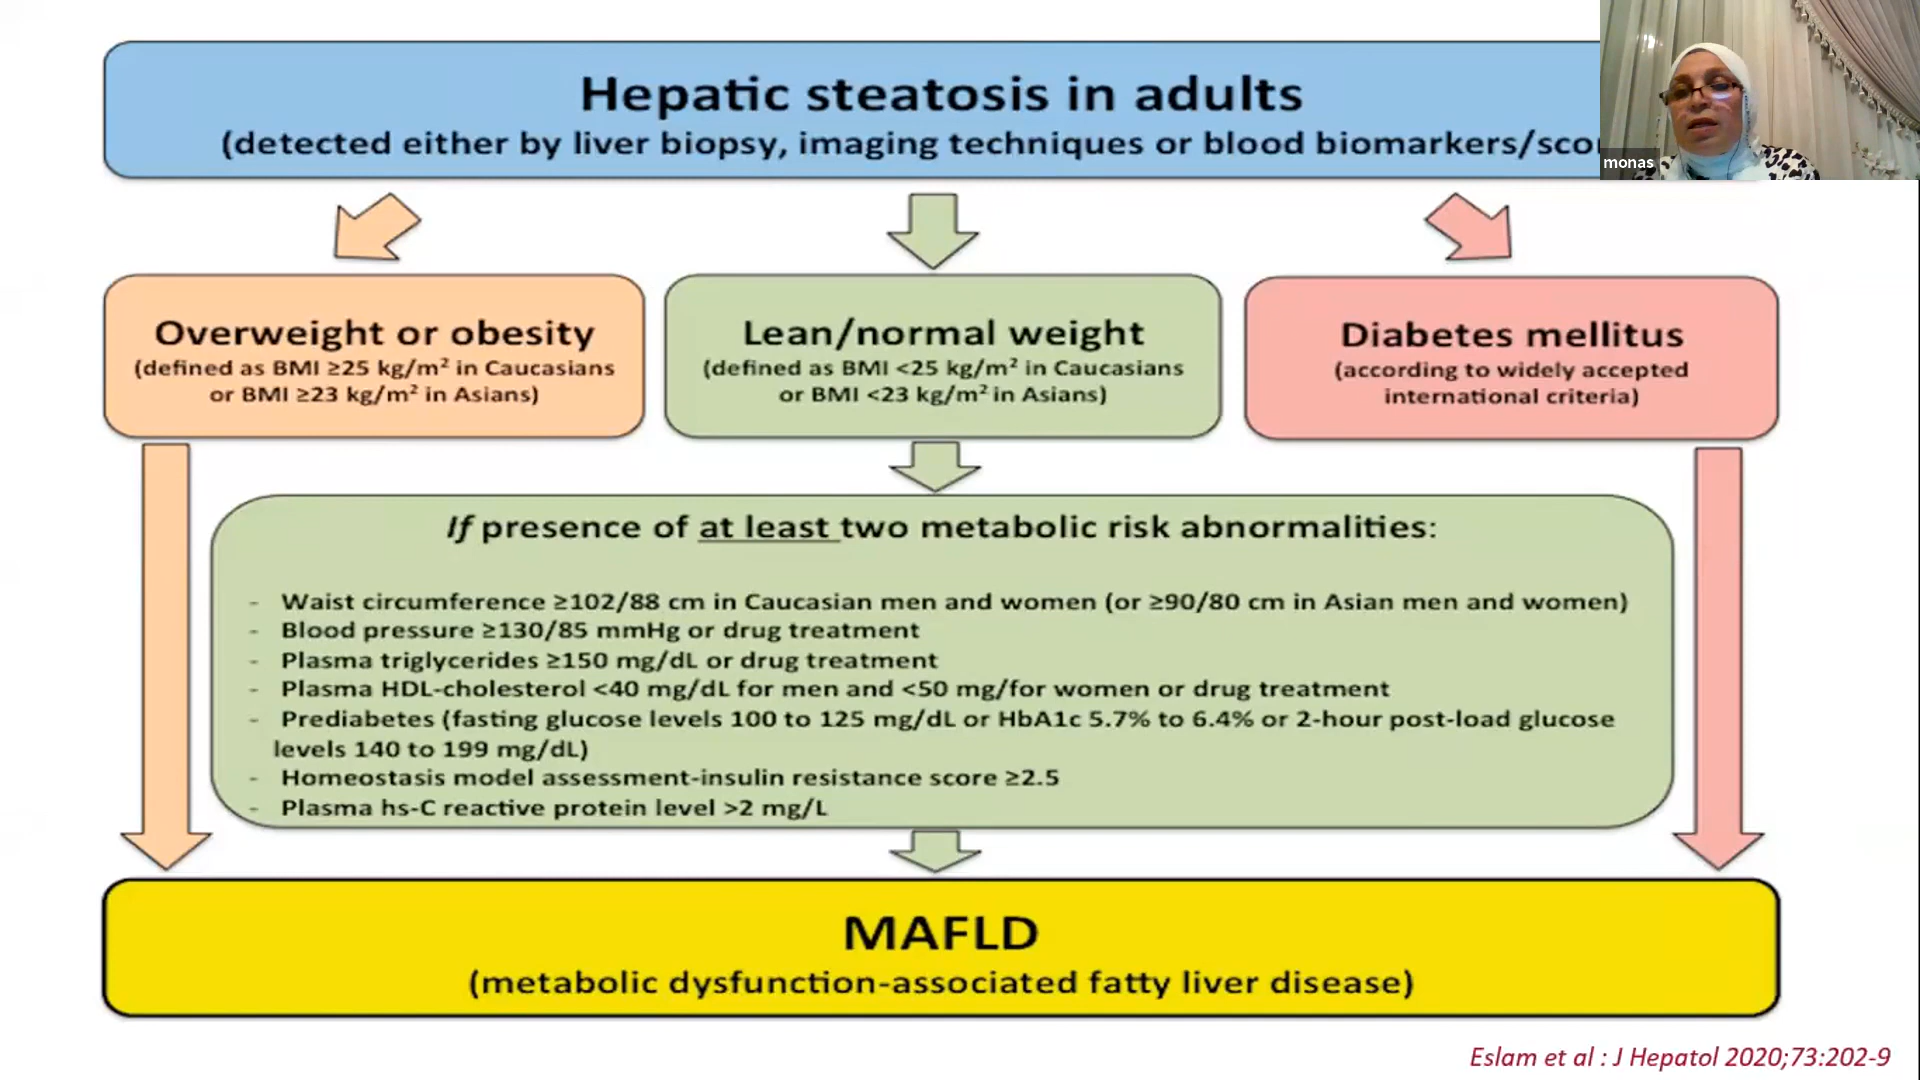 Hepatic steatosis in adults
(detected either by liver biopsy, imaging techniques or blood biomarkers/sco
monas
Overweight or obesity
(defined as BMI ≥25 kg/m² in Caucasians
or BMI ≥23 kg/m² in Asians)
Lean/normal weight
(defined as BMI <25 kg/m² in Caucasians
or BMI <23 kg/m² in Asians)
Diabetes mellitus
(according to widely accepted
international criteria)
If presence of at least two metabolic risk abnormalities:
- Waist circumference ≥102/88 cm in Caucasian men and women (or ≥90/80 cm in Asian men and women)
- Blood pressure ≥130/85 mmHg or drug treatment
- Plasma triglycerides ≥150 mg/dL or drug treatment
- Plasma HDL-cholesterol <40 mg/dL for men and <50 mg/for women or drug treatment
- Prediabetes (fasting glucose levels 100 to 125 mg/dL or HbA1c 5.7% to 6.4% or 2-hour post-load glucose
levels 140 to 199 mg/dL)
- Homeostasis model assessment-insulin resistance score ≥2.5
- Plasma hs-C reactive protein level >2 mg/L
MAFLD
(metabolic dysfunction-associated fatty liver disease)
Eslam et al : J Hepatol 2020;73:202-9